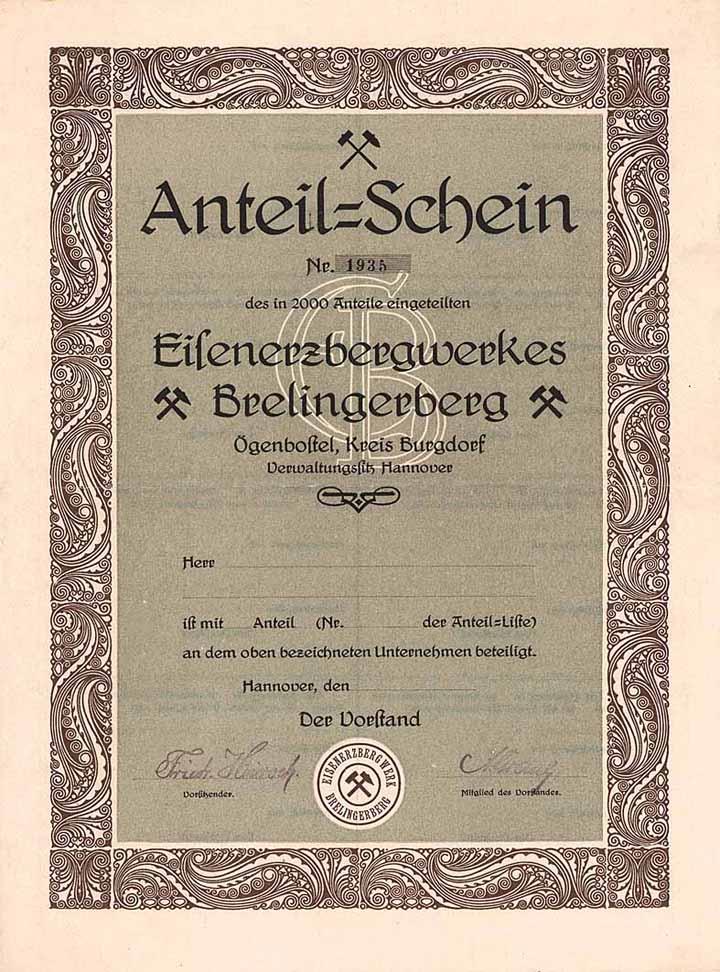 Anteil=Schein
Nr. 1935
des in 2000 Anteile eingeteilten
Eiſenerzbergwerkes
Brelingerberg
Ögenboſtel, Kreis Burgdorf
Verwaltungsſitz Hannover
Herr
iſt mit Anteil (Nr. der Anteil=Liſte)
an dem oben bezeichneten Unternehmen beteiligt.
Hannover, den
Der Vorſtand
EISENERZBERGWERK
BRELINGERBERG
Vorſitzender.
Mitglied des Vorſtandes.